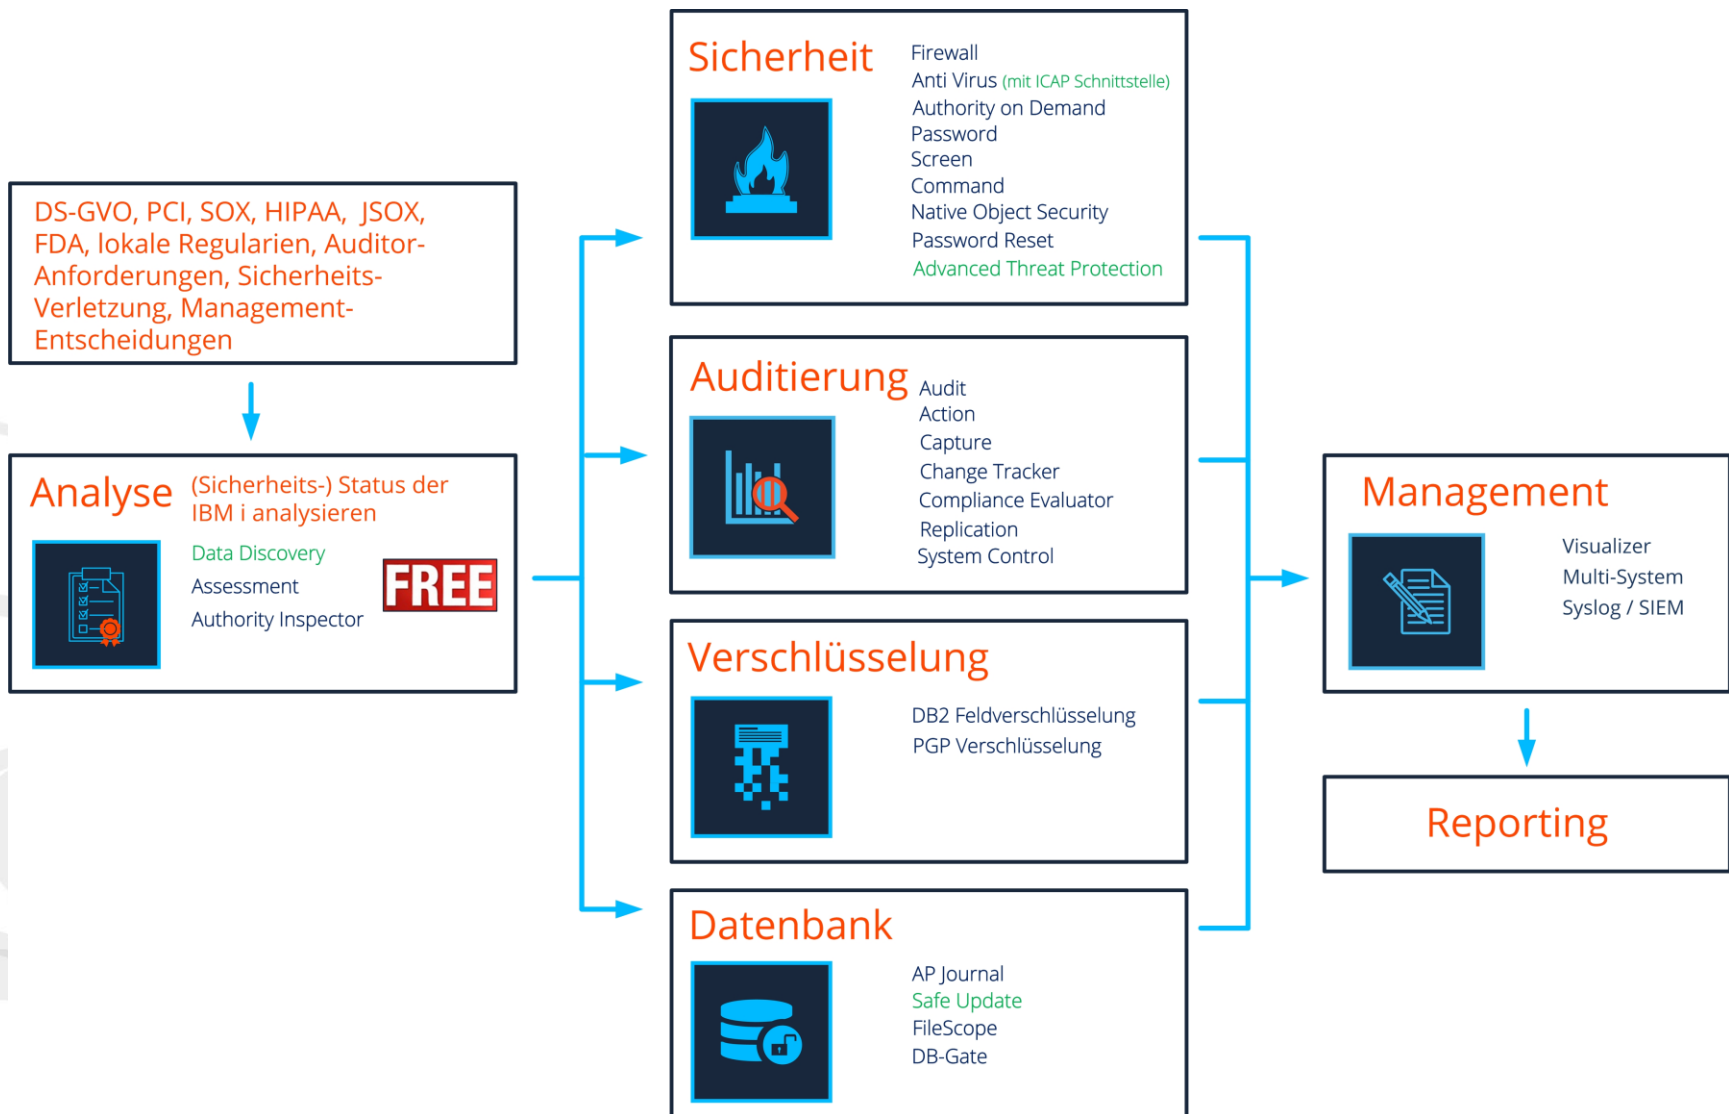 DS-GVO, PCI, SOX, HIPAA, JSOX,
FDA, lokale Regularien, Auditor-
Anforderungen, Sicherheits-
Verletzung, Management-
Entscheidungen
Analyse
(Sicherheits-) Status der
IBM i analysieren
Data Discovery
Assessment
Authority Inspector
FREE
Sicherheit
Firewall
Anti Virus (mit ICAP Schnittstelle)
Authority on Demand
Password
Screen
Command
Native Object Security
Password Reset
Advanced Threat Protection
Auditierung
Audit
Action
Capture
Change Tracker
Compliance Evaluator
Replication
System Control
Verschlüsselung
DB2 Feldverschlüsselung
PGP Verschlüsselung
Datenbank
AP Journal
Safe Update
FileScope
DB-Gate
Management
Visualizer
Multi-System
Syslog / SIEM
Reporting